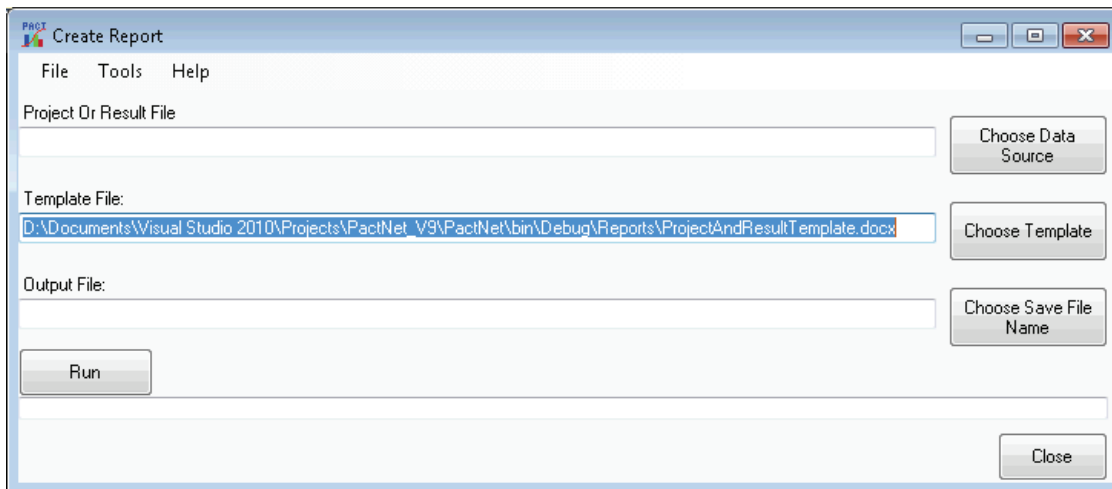 PACT
Create Report
File Tools Help
Project Or Result File
Choose Data
Source
Template File:
D:\Documents\Visual Studio 2010\Projects\PactNet_V9\PactNet\bin\Debug\Reports\ProjectAndResultTemplate.docx
Choose Template
Output File:
Choose Save File
Name
Run
Close